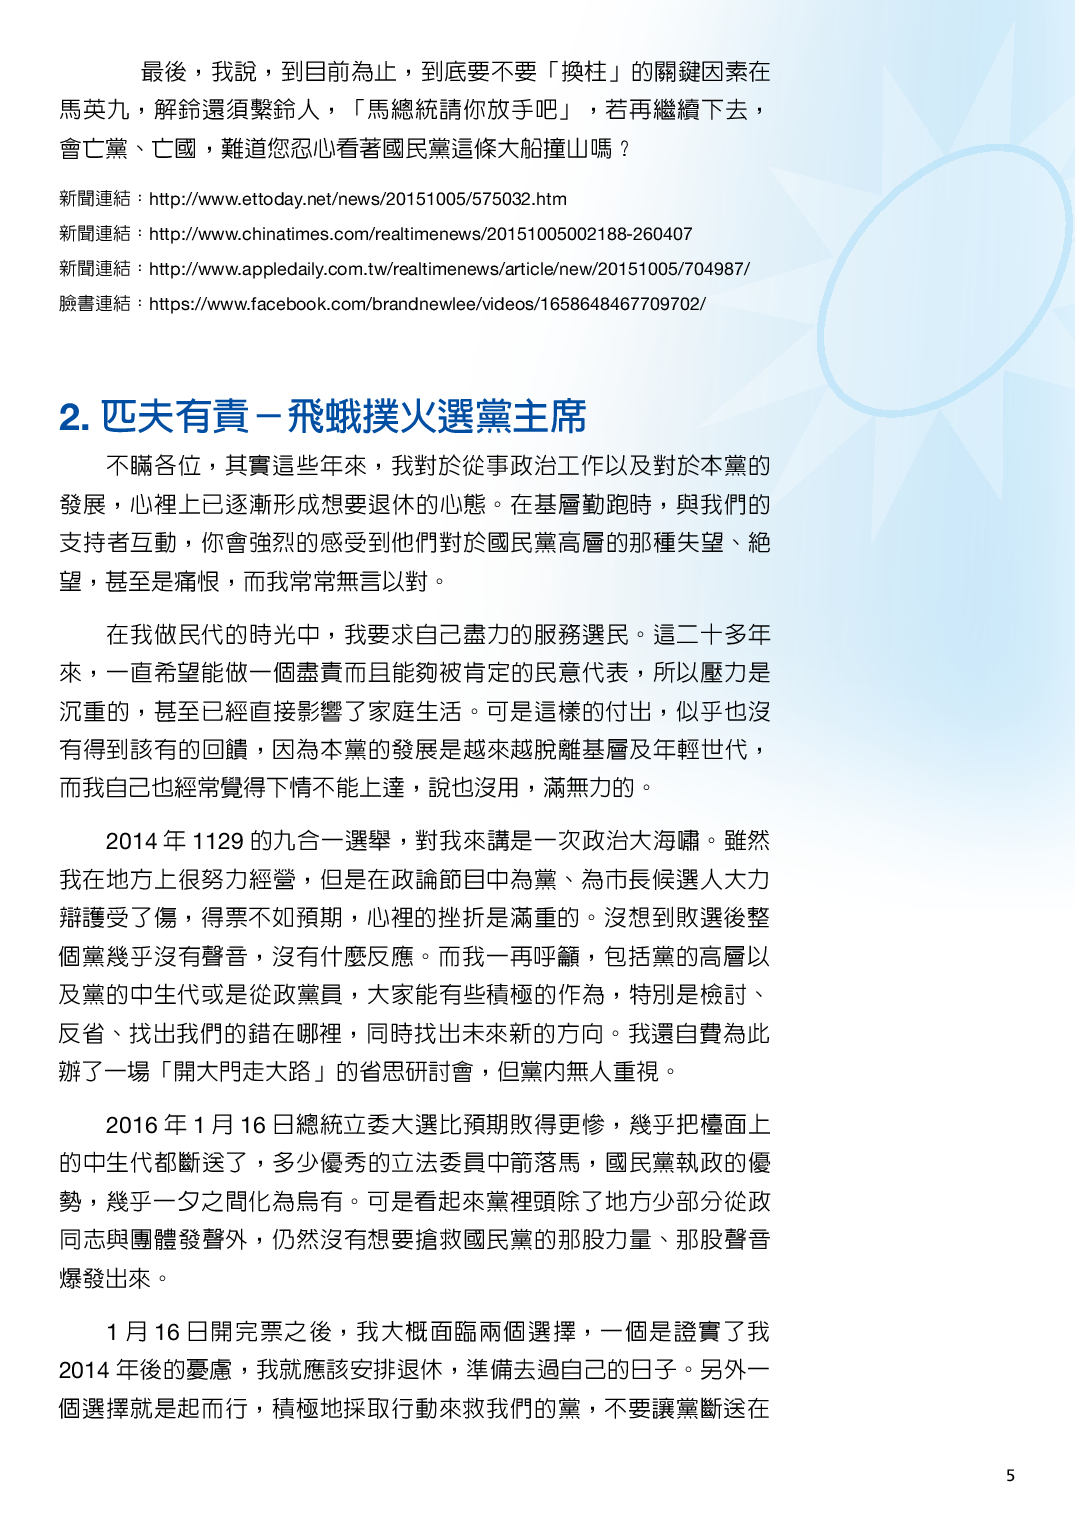 最後，我說，到目前為止，到底要不要「換柱」的關鍵因素在
馬英九，解鈴還須繫鈴人，「馬總統請你放手吧」，若再繼續下去，
會亡黨、亡國，難道您忍心看著國民黨這條大船撞山嗎？
新聞連結：http://www.ettoday.net/news/20151005/575032.htm
新聞連結：http://www.chinatimes.com/realtimenews/20151005002188-260407
新聞連結：http://www.appledaily.com.tw/realtimenews/article/new/20151005/704987/
臉書連結：https://www.facebook.com/brandnewlee/videos/1658648467709702/
2. 匹夫有責－飛蛾撲火選黨主席
不瞞各位，其實這些年來，我對於從事政治工作以及對於本黨的
發展，心裡上已逐漸形成想要退休的心態。在基層勤跑時，與我們的
支持者互動，你會強烈的感受到他們對於國民黨高層的那種失望、絕
望，甚至是痛恨，而我常常無言以對。
在我做民代的時光中，我要求自己盡力的服務選民。這二十多年
來，一直希望能做一個盡責而且能夠被肯定的民意代表，所以壓力是
沉重的，甚至已經直接影響了家庭生活。可是這樣的付出，似乎也沒
有得到該有的回饋，因為本黨的發展是越來越脫離基層及年輕世代，
而我自己也經常覺得下情不能上達，說也沒用，滿無力的。
2014 年 1129 的九合一選舉，對我來講是一次政治大海嘯。雖然
我在地方上很努力經營，但是在政論節目中為黨、為市長候選人大力
辯護受了傷，得票不如預期，心裡的挫折是滿重的。沒想到敗選後整
個黨幾乎沒有聲音，沒有什麼反應。而我一再呼籲，包括黨的高層以
及黨的中生代或是從政黨員，大家能有些積極的作為，特別是檢討、
反省、找出我們的錯在哪裡，同時找出未來新的方向。我還自費為此
辦了一場「開大門走大路」的省思研討會，但黨內無人重視。
2016 年 1 月 16 日總統立委大選比預期敗得更慘，幾乎把檯面上
的中生代都斷送了，多少優秀的立法委員中箭落馬，國民黨執政的優
勢，幾乎一夕之間化為烏有。可是看起來黨裡頭除了地方少部分從政
同志與團體發聲外，仍然沒有想要搶救國民黨的那股力量、那股聲音
爆發出來。
1 月 16 日開完票之後，我大概面臨兩個選擇，一個是證實了我
2014 年後的憂慮，我就應該安排退休，準備去過自己的日子。另外一
個選擇就是起而行，積極地採取行動來救我們的黨，不要讓黨斷送在
5